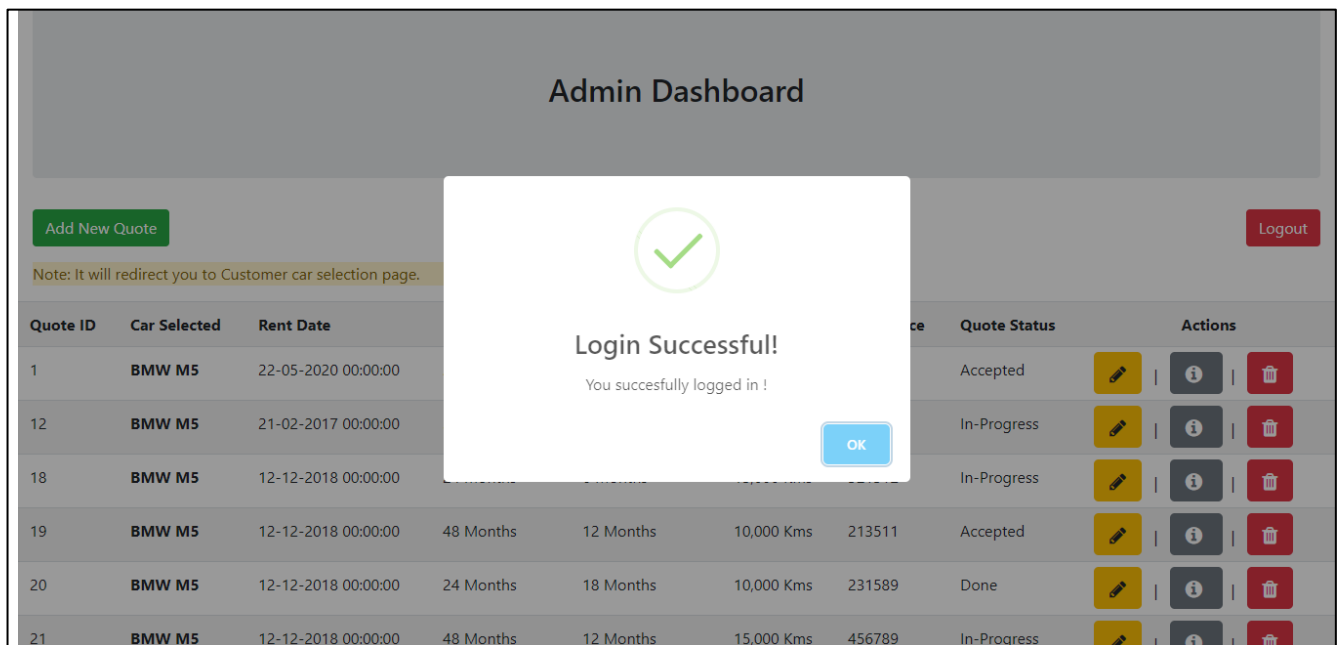 Admin Dashboard
Add New Quote
Logout
Note: It will redirect you to Customer car selection page.
Login Successful!
You succesfully logged in !
OK
Quote ID Car Selected Rent Date Quote Status Actions
1 BMW M5 22-05-2020 00:00:00 Accepted | |
12 BMW M5 21-02-2017 00:00:00 In-Progress | |
18 BMW M5 12-12-2018 00:00:00 In-Progress | |
19 BMW M5 12-12-2018 00:00:00 48 Months 12 Months 10,000 Kms 213511 Accepted | |
20 BMW M5 12-12-2018 00:00:00 24 Months 18 Months 10,000 Kms 231589 Done | |
21 BMW M5 12-12-2018 00:00:00 48 Months 12 Months 15,000 Kms 456789 In-Progress | |